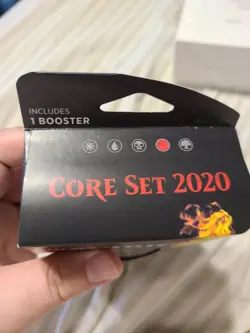 INCLUDES
1 BOOSTER
CORE SET 2020